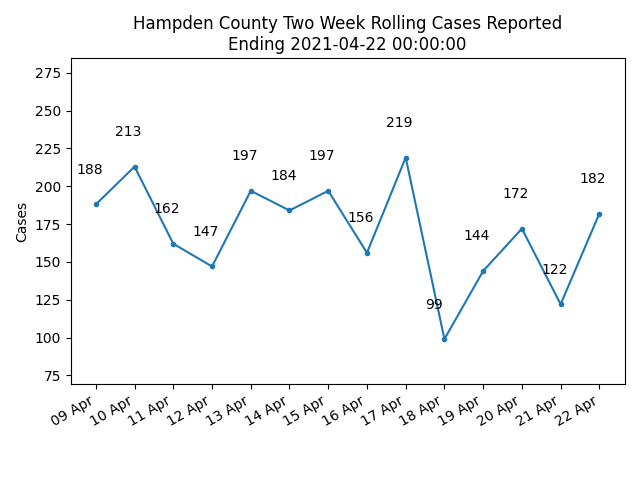 Hampden County Two Week Rolling Cases Reported
Ending 2021-04-22 00:00:00
Cases
275
250
225
200
175
150
125
100
75
188
213
162
147
197
184
197
156
219
99
144
172
122
182
09 Apr
10 Apr
11 Apr
12 Apr
13 Apr
14 Apr
15 Apr
16 Apr
17 Apr
18 Apr
19 Apr
20 Apr
21 Apr
22 Apr